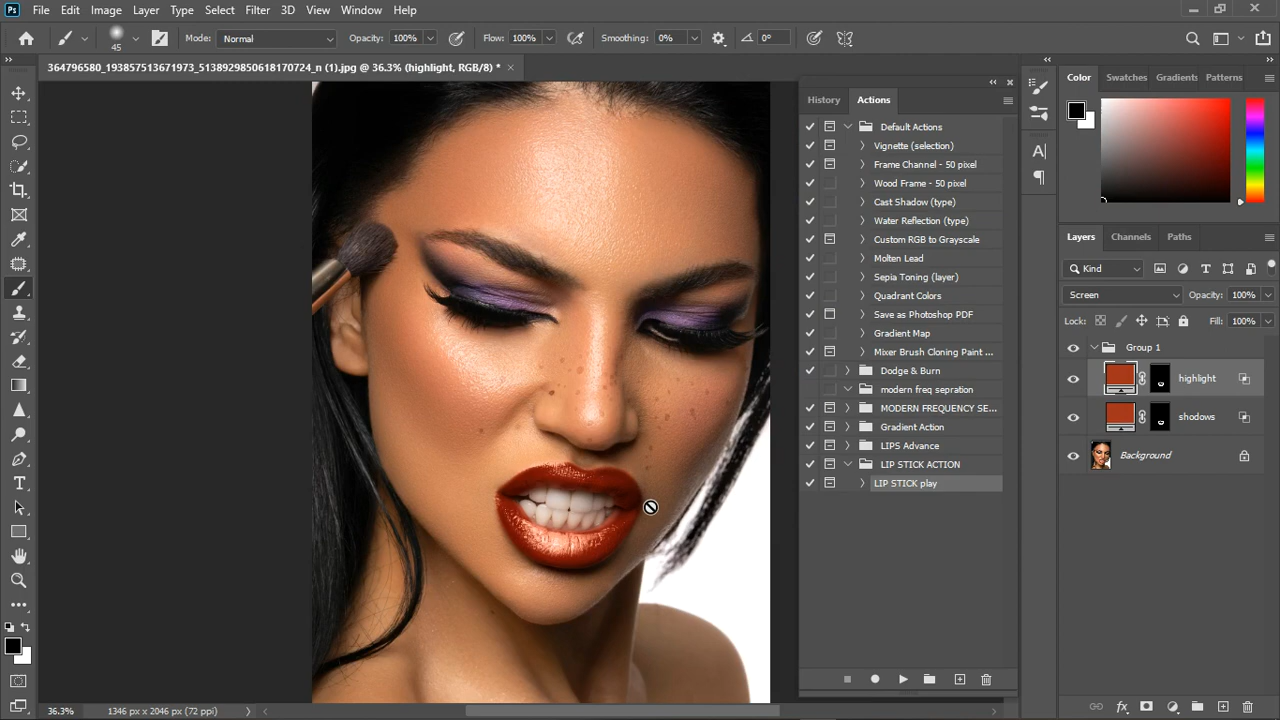 Ps File Edit Image Layer Type Select Filter 3D View Window Help
45 Mode: Normal Opacity: 100% Flow: 100% Smoothing: 0% 0°
364796580_193857513671973_5138929850618170724_n (1).jpg @ 36.3% (highlight, RGB/8) *
History Actions
Default Actions
Vignette (selection)
Frame Channel - 50 pixel
Wood Frame - 50 pixel
Cast Shadow (type)
Water Reflection (type)
Custom RGB to Grayscale
Molten Lead
Sepia Toning (layer)
Quadrant Colors
Save as Photoshop PDF
Gradient Map
Mixer Brush Cloning Paint ...
Dodge & Burn
modern freq sepration
MODERN FREQUENCY SE...
Gradient Action
LIPS Advance
LIP STICK ACTION
LIP STICK play
Color Swatches Gradients Patterns
Layers Channels Paths
Kind
Screen Opacity: 100%
Lock: Fill: 100%
Group 1
highlight
shodows
Background
36.3% 1346 px x 2046 px (72 ppi)